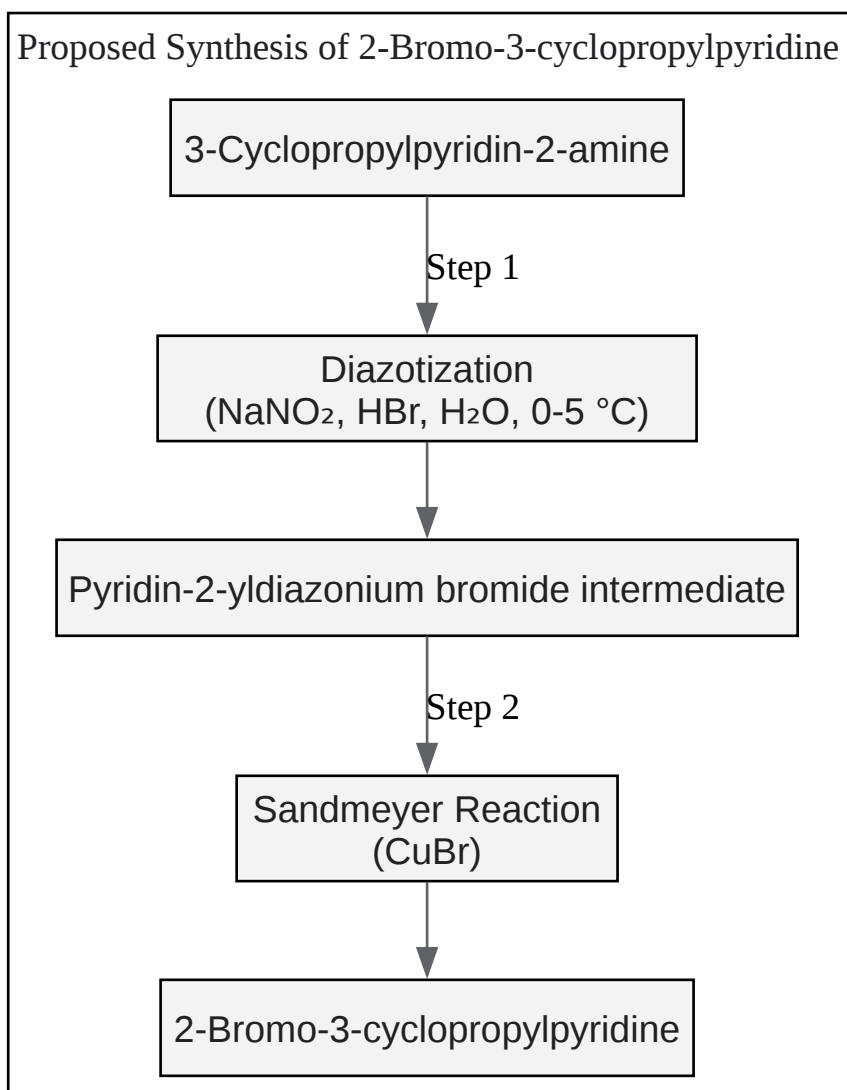 Proposed Synthesis of 2-Bromo-3-cyclopropylpyridine
3-Cyclopropylpyridin-2-amine
Step 1
Diazotization
(NaNO₂, HBr, H₂O, 0-5 °C)
Pyridin-2-yldiazonium bromide intermediate
Step 2
Sandmeyer Reaction
(CuBr)
2-Bromo-3-cyclopropylpyridine